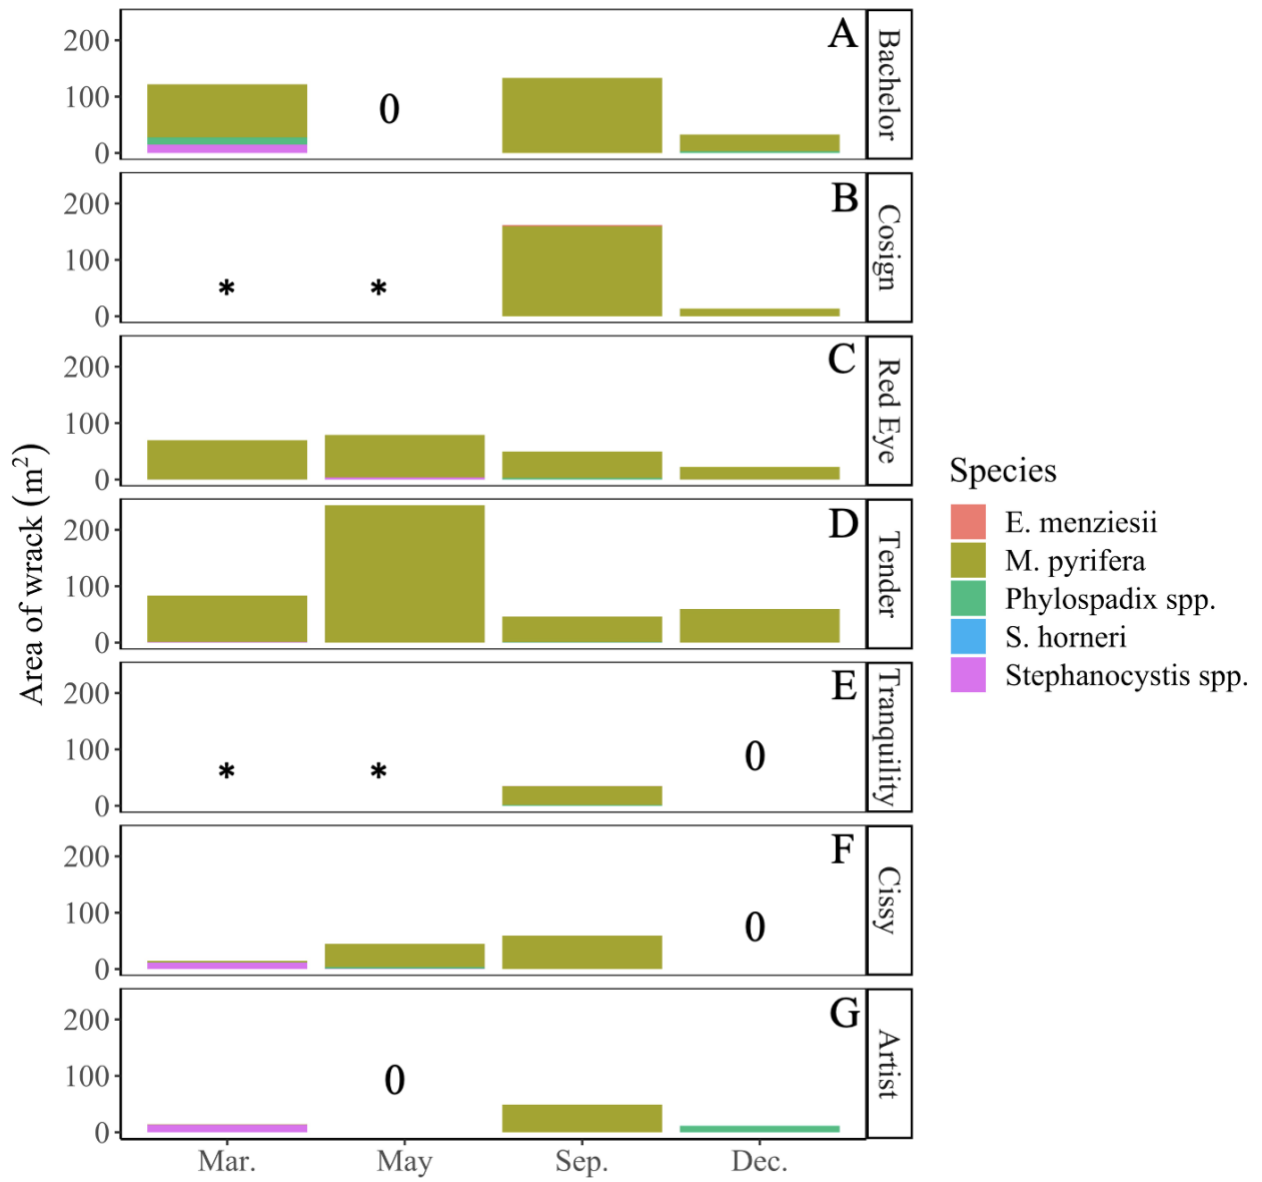 Area of wrack (m²)
200
100
0
0
A
Bachelor
200
100
0
*
*
B
Cosign
200
100
0
C
Red Eye
200
100
0
D
Tender
200
100
0
*
*
0
E
Tranquility
200
100
0
0
F
Cissy
200
100
0
0
G
Artist
Mar.
May
Sep.
Dec.
Species
E. menziesii
M. pyrifera
Phylospadix spp.
S. horneri
Stephanocystis spp.